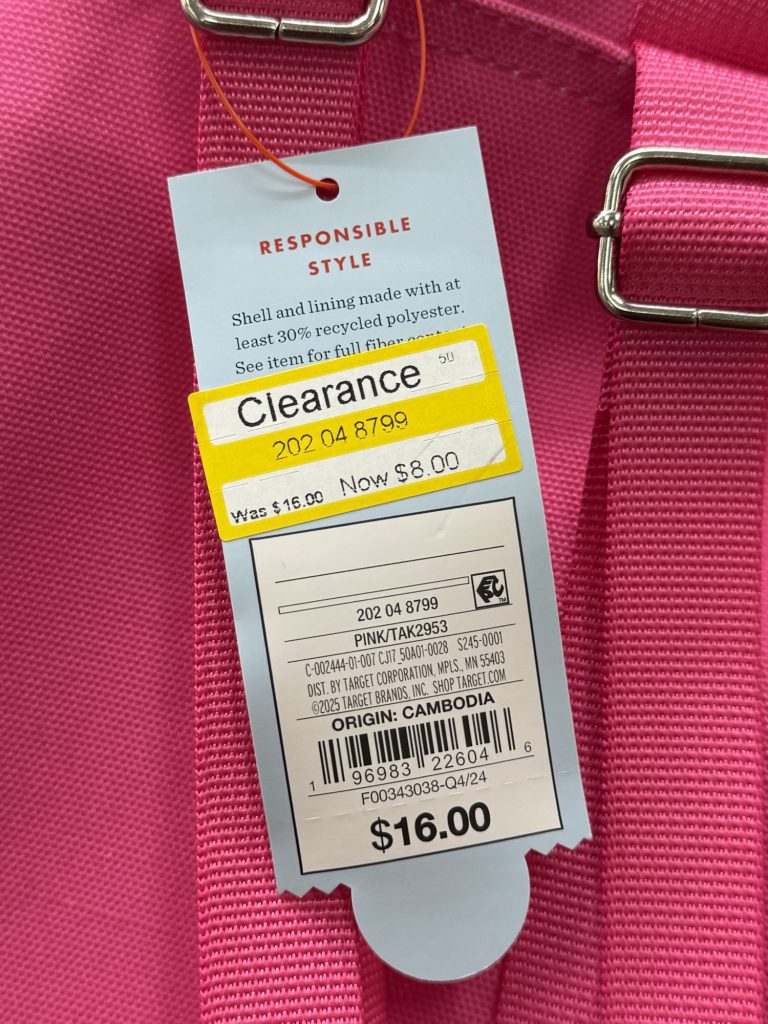 RESPONSIBLE
STYLE
Shell and lining made with at
least 30% recycled polyester.
See item for full fiber
Clearance 50
202 04 8799
Was $16.00 Now $8.00
202 04 8799
PINK/TAK2953
C-002444-01-007 CJ17_50A01-0028 S245-0001
DIST. BY TARGET CORPORATION, MPLS., MN 55403
©2025 TARGET BRANDS, INC. SHOP TARGET.COM
ORIGIN: CAMBODIA
1 96983 22604 6
F00343038-Q4/24
$16.00